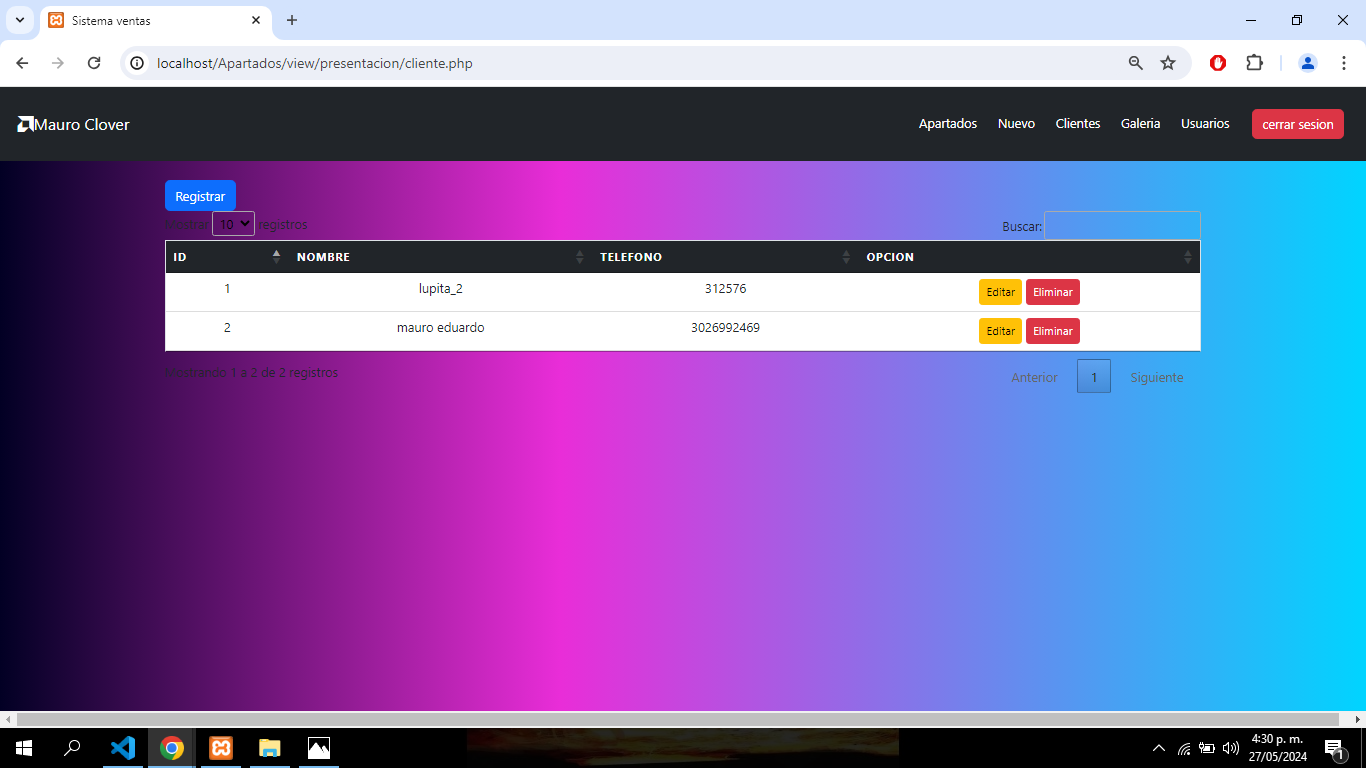 Sistema ventas
localhost/Apartados/view/presentacion/cliente.php
Mauro Clover
Apartados Nuevo Clientes Galeria Usuarios cerrar sesion
Registrar
Mostrar 10 registros Buscar:
ID NOMBRE TELEFONO OPCION
1 lupita_2 312576 Editar Eliminar
2 mauro eduardo 3026992469 Editar Eliminar
Mostrando 1 a 2 de 2 registros Anterior 1 Siguiente
4:30 p. m.
27/05/2024
1